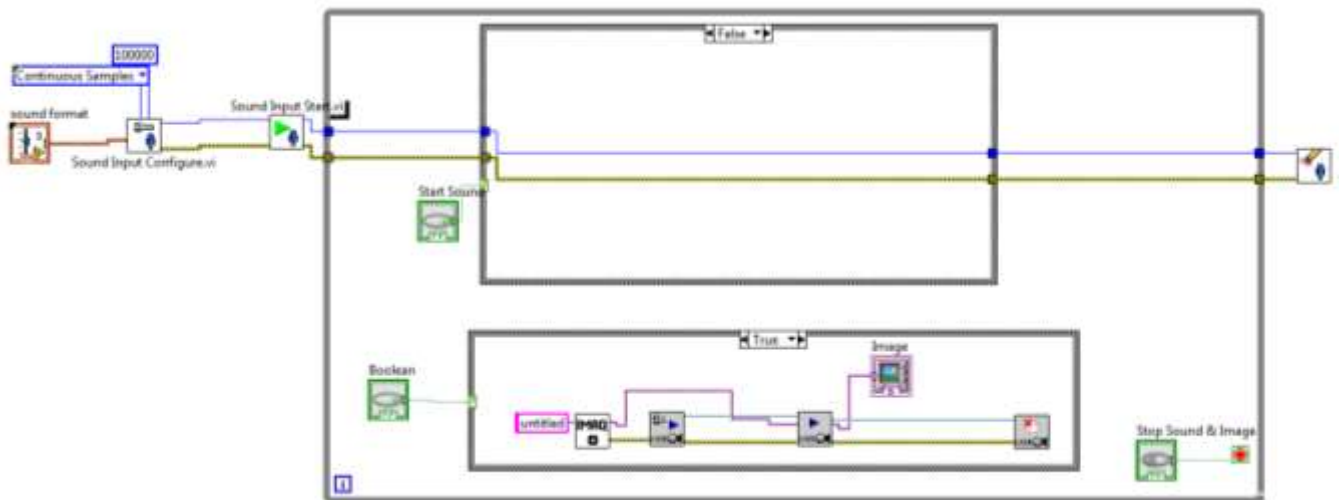 100000
Continuous Samples
sound format
Sound Input Configure.vi
Sound Input Start.vi
False
Start Sound
True
Image
Boolean
untitled
IMAQ
Stop Sound & Image
i